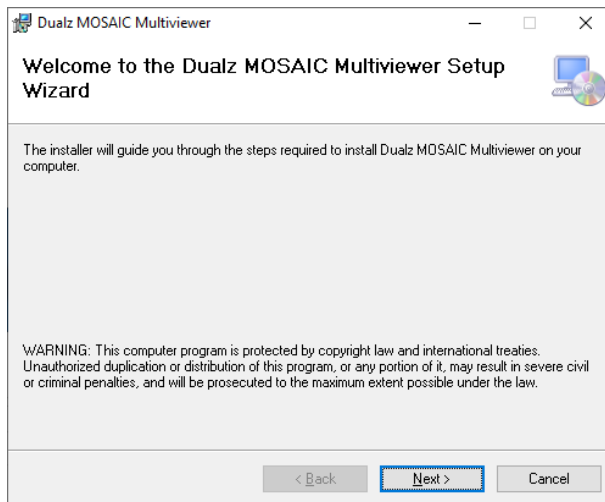 Dualz MOSAIC Multiviewer
Welcome to the Dualz MOSAIC Multiviewer Setup
Wizard
The installer will guide you through the steps required to install Dualz MOSAIC Multiviewer on your
computer.
WARNING: This computer program is protected by copyright law and international treaties.
Unauthorized duplication or distribution of this program, or any portion of it, may result in severe civil
or criminal penalties, and will be prosecuted to the maximum extent possible under the law.
< Back Next > Cancel